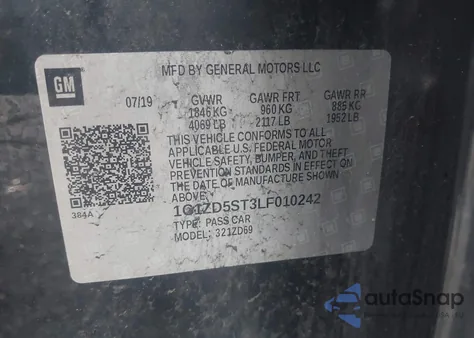 GM
MFD BY GENERAL MOTORS LLC
07/19 GVWR GAWR FRT GAWR RR
1846 KG 960 KG 885 KG
4069 LB 2117 LB 1952 LB
THIS VEHICLE CONFORMS TO ALL
APPLICABLE U.S. FEDERAL MOTOR
VEHICLE SAFETY, BUMPER, AND THEFT
PREVENTION STANDARDS IN EFFECT
ON THE DATE OF MANUFACTURE SHOWN
ABOVE
384A
1G1ZD5ST3LF010242
TYPE: PASS CAR
MODEL: 321ZD69
autoSnap